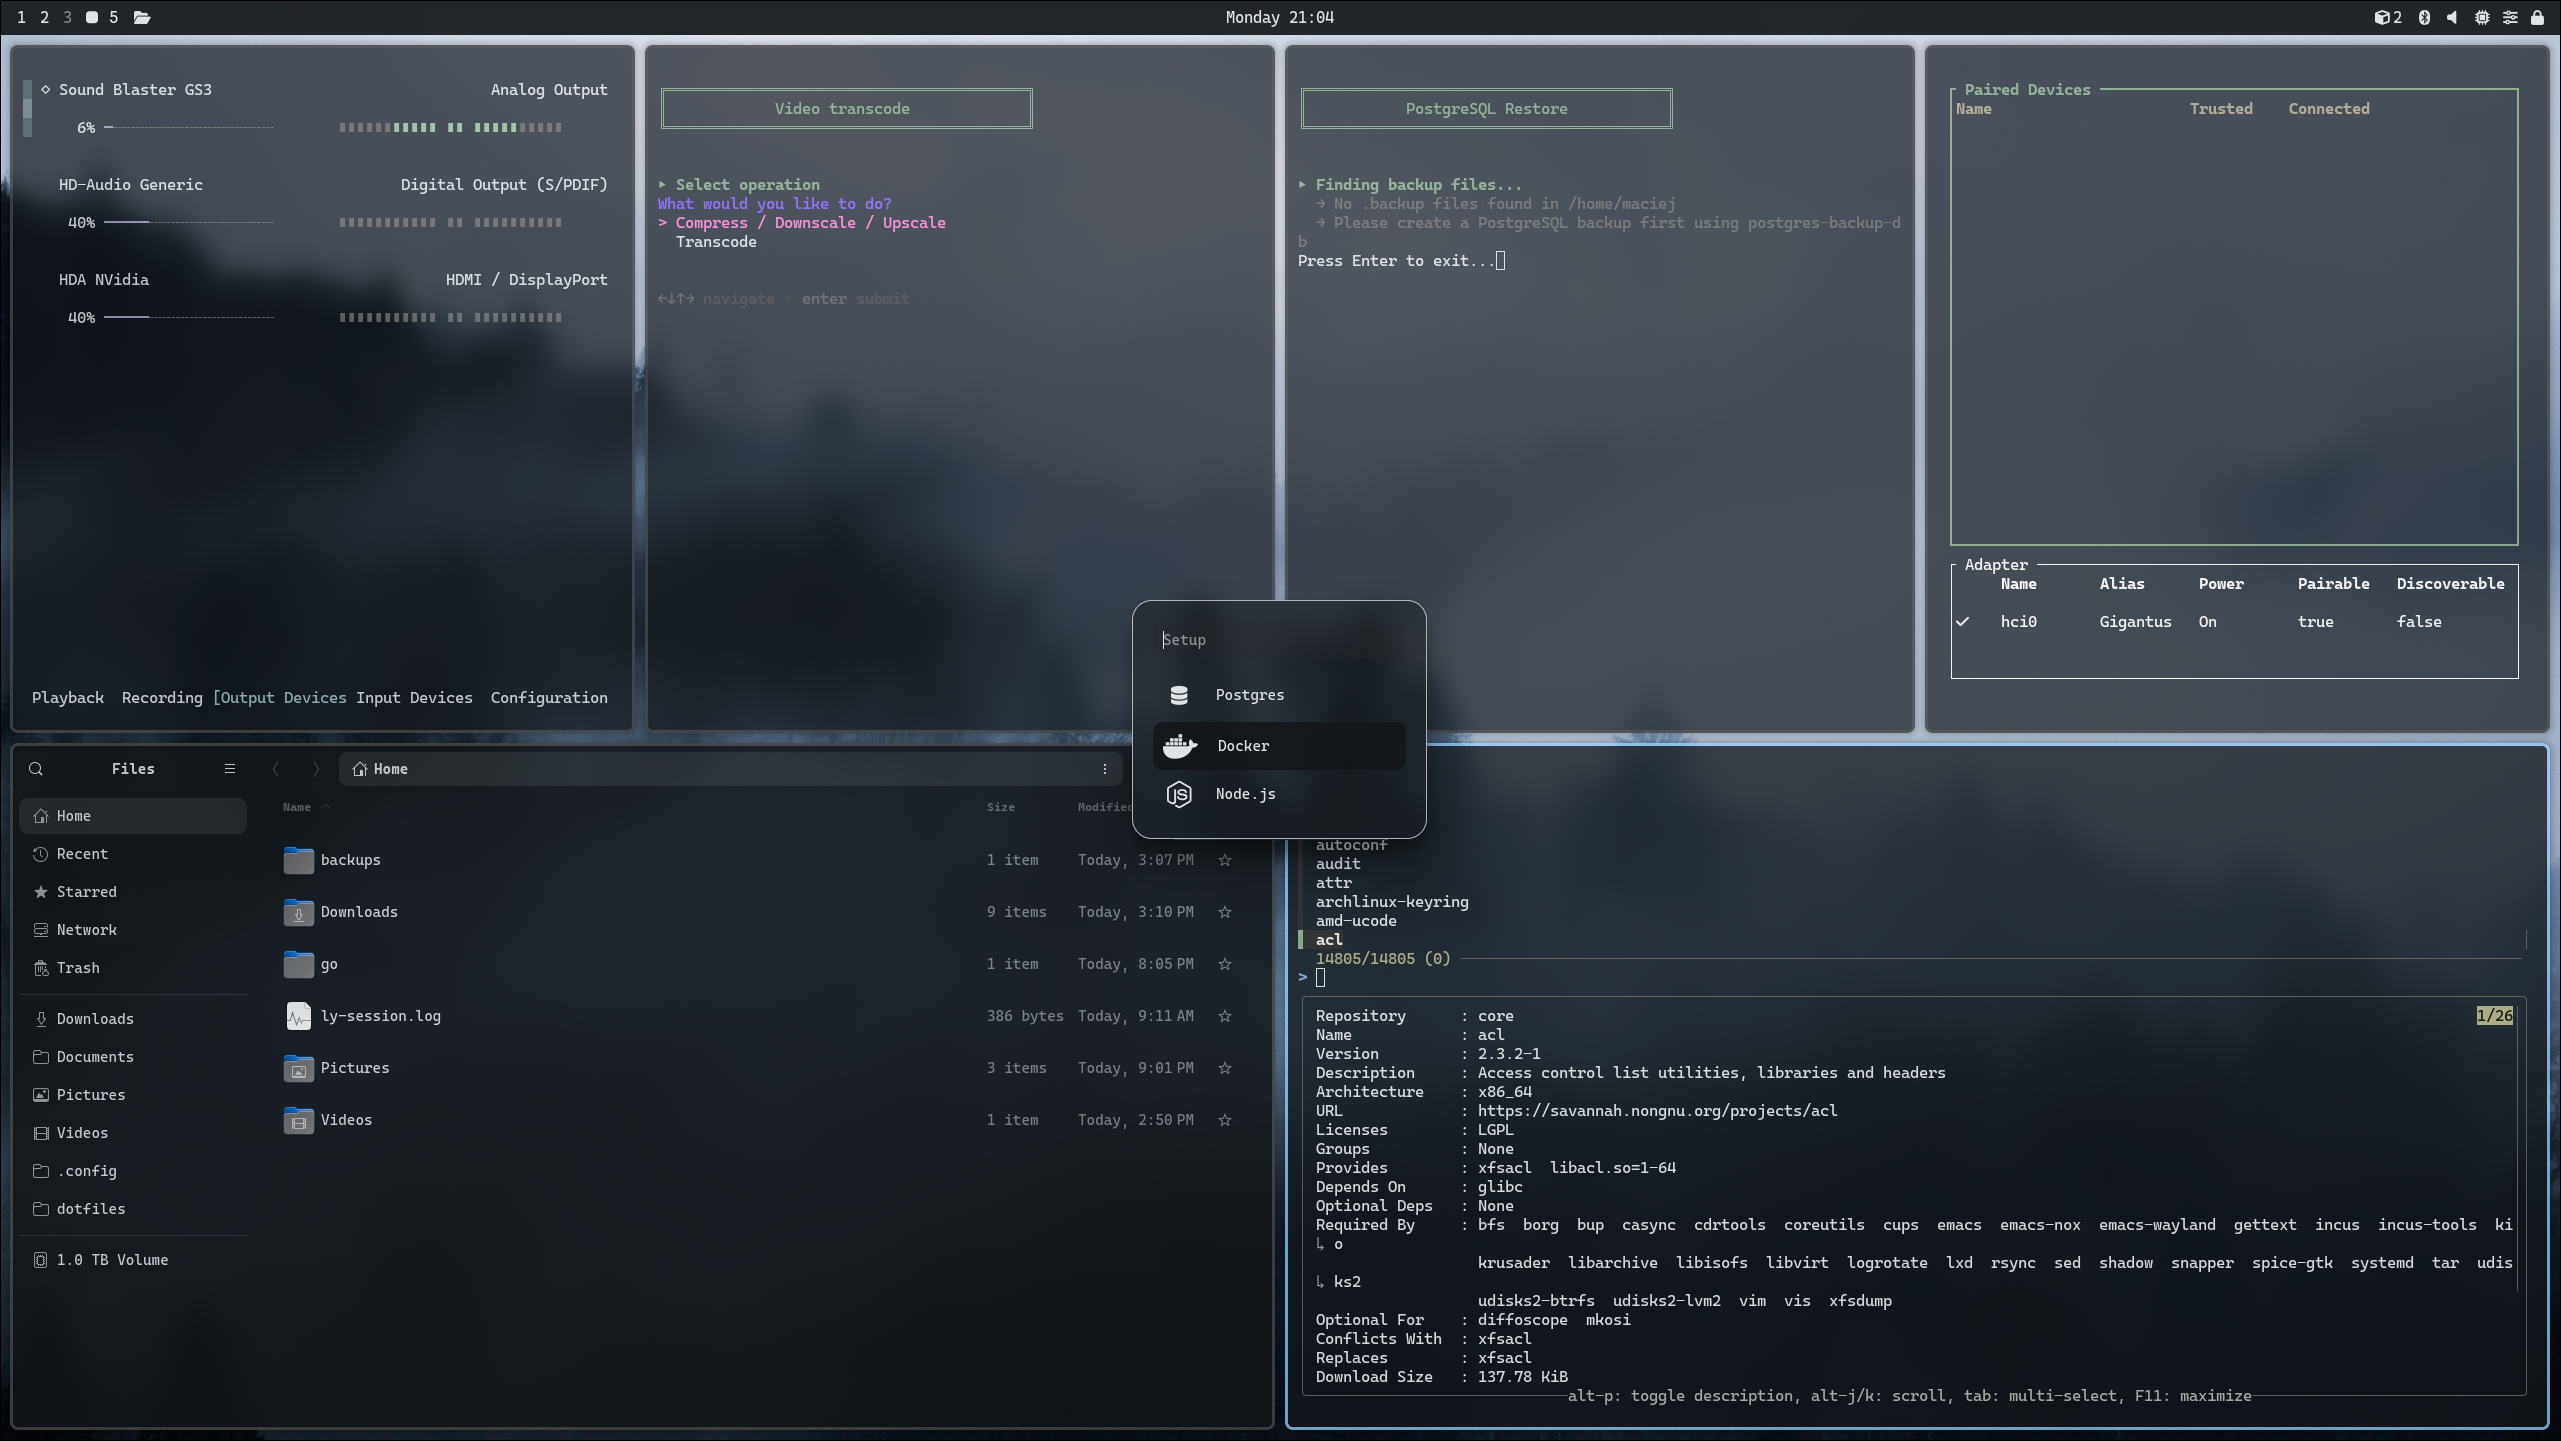 1 2 3 5
Monday 21:04
2
◇ Sound Blaster GS3 Analog Output
6%
HD-Audio Generic Digital Output (S/PDIF)
40%
HDA NVidia HDMI / DisplayPort
40%
Playback Recording [Output Devices Input Devices Configuration
Video transcode
▸ Select operation
What would you like to do?
> Compress / Downscale / Upscale
Transcode
←↓↑→ navigate • enter submit
PostgreSQL Restore
▸ Finding backup files...
→ No .backup files found in /home/maciej
→ Please create a PostgreSQL backup first using postgres-backup-d
b
Press Enter to exit...
Paired Devices
Name Trusted Connected
Adapter
Name Alias Power Pairable Discoverable
✓ hci0 Gigantus On true false
Setup
Postgres
Docker
Node.js
Files
Home
Recent
Starred
Network
Trash
Downloads
Documents
Pictures
Videos
.config
dotfiles
1.0 TB Volume
Home
Name Size Modified
backups 1 item Today, 3:07 PM
Downloads 9 items Today, 3:10 PM
go 1 item Today, 8:05 PM
ly-session.log 386 bytes Today, 9:11 AM
Pictures 3 items Today, 9:01 PM
Videos 1 item Today, 2:50 PM
autoconf
audit
attr
archlinux-keyring
amd-ucode
acl
14805/14805 (0)
>
1/26
Repository : core
Name : acl
Version : 2.3.2-1
Description : Access control list utilities, libraries and headers
Architecture : x86_64
URL : https://savannah.nongnu.org/projects/acl
Licenses : LGPL
Groups : None
Provides : xfsacl libacl.so=1-64
Depends On : glibc
Optional Deps : None
Required By : bfs borg bup casync cdrtools coreutils cups emacs emacs-nox emacs-wayland gettext incus incus-tools ki
↳ o
krusader libarchive libisofs libvirt logrotate lxd rsync sed shadow snapper spice-gtk systemd tar udis
↳ ks2
udisks2-btrfs udisks2-lvm2 vim vis xfsdump
Optional For : diffoscope mkosi
Conflicts With : xfsacl
Replaces : xfsacl
Download Size : 137.78 KiB
alt-p: toggle description, alt-j/k: scroll, tab: multi-select, F11: maximize